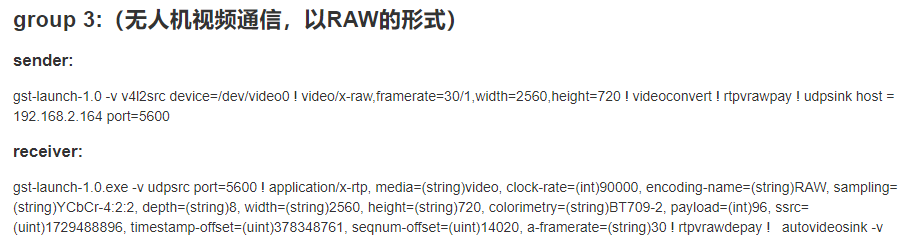 group 3:（无人机视频通信，以RAW的形式）
sender:
gst-launch-1.0 -v v4l2src device=/dev/video0 ! video/x-raw,framerate=30/1,width=2560,height=720 ! videoconvert ! rtpvrawpay ! udpsink host =
192.168.2.164 port=5600
receiver:
gst-launch-1.0.exe -v udpsrc port=5600 ! application/x-rtp, media=(string)video, clock-rate=(int)90000, encoding-name=(string)RAW, sampling=
(string)YCbCr-4:2:2, depth=(string)8, width=(string)2560, height=(string)720, colorimetry=(string)BT709-2, payload=(int)96, ssrc=
(uint)1729488896, timestamp-offset=(uint)378348761, seqnum-offset=(uint)14020, a-framerate=(string)30 ! rtpvrawdepay ! autovideosink -v